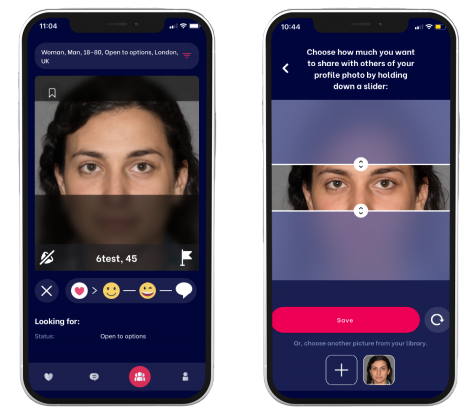 11:04
Woman, Man, 18-80, Open to options, London,
UK
6test, 45
Looking for:
Status: Open to options
10:44
Choose how much you want
to share with others of your
profile photo by holding
down a slider:
Save
Or, choose another picture from your library.